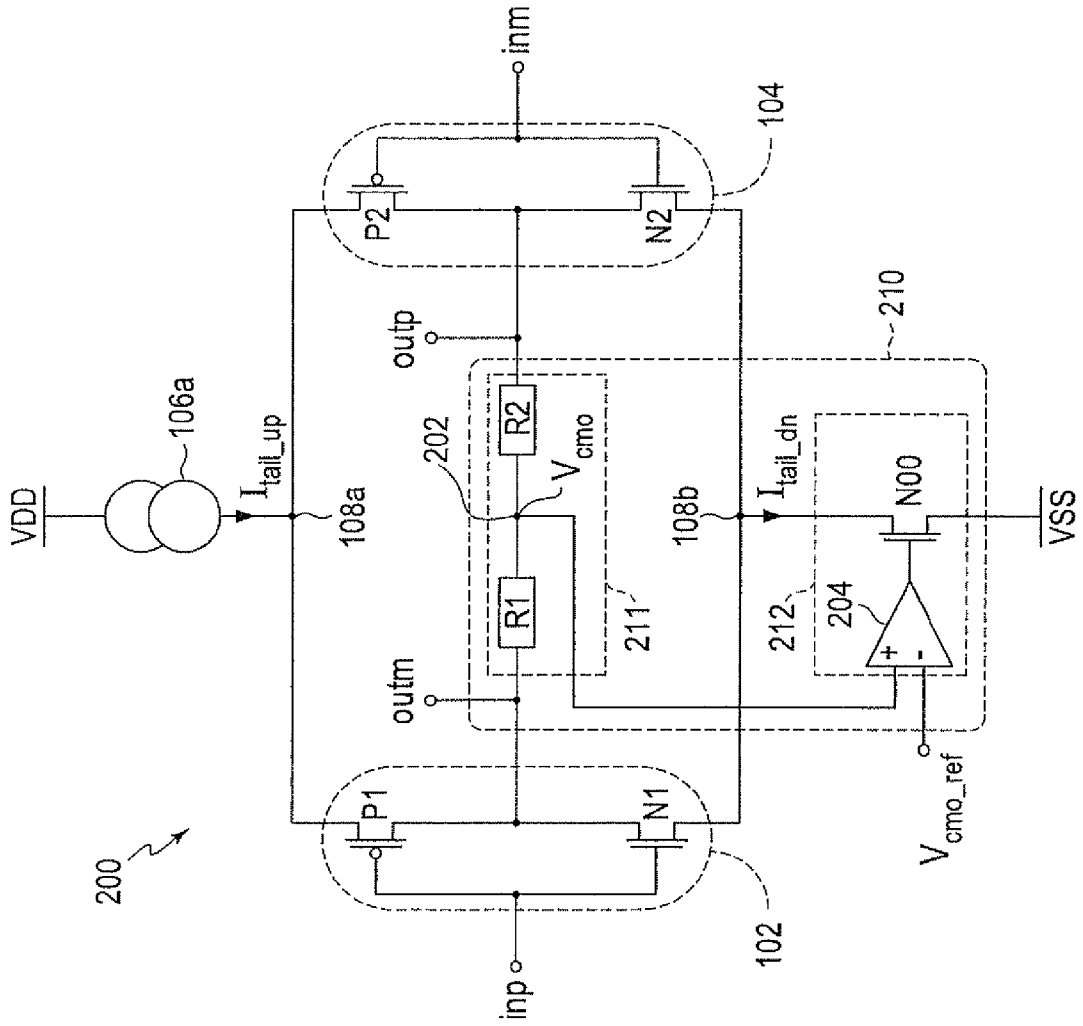 200
VDD
106a
I_tail_up
108a
inp
P1
N1
102
outm
outp
202
R1
R2
V_cmo
211
P2
N2
inm
104
108b
I_tail_dn
210
212
204
+
-
N00
V_cmo_ref
VSS